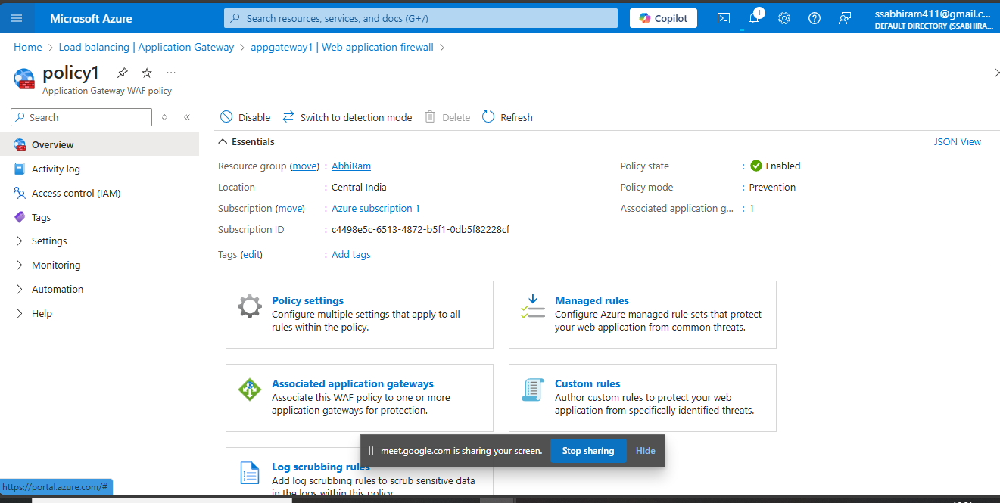 Microsoft Azure
Search resources, services, and docs (G+/)
Copilot
1
ssabhiram411@gmail.c...
DEFAULT DIRECTORY (SSABHIRA...
Home > Load balancing | Application Gateway > appgateway1 | Web application firewall >
policy1
Application Gateway WAF policy
Search
Disable
Switch to detection mode
Delete
Refresh
Overview
Activity log
Access control (IAM)
Tags
Settings
Monitoring
Automation
Help
Essentials
JSON View
Resource group (move) : AbhiRam
Location : Central India
Subscription (move) : Azure subscription 1
Subscription ID : c4498e5c-6513-4872-b5f1-0db5f82228cf
Tags (edit) : Add tags
Policy state : Enabled
Policy mode : Prevention
Associated application g... : 1
Policy settings
Configure multiple settings that apply to all
rules within the policy.
Managed rules
Configure Azure managed rule sets that protect
your web application from common threats.
Associated application gateways
Associate this WAF policy to one or more
application gateways for protection.
Custom rules
Author custom rules to protect your web
application from specifically identified threats.
meet.google.com is sharing your screen.
Stop sharing
Hide
Log scrubbing rules
Add log scrubbing rules to scrub sensitive data
in the logs within this policy.
https://portal.azure.com/#